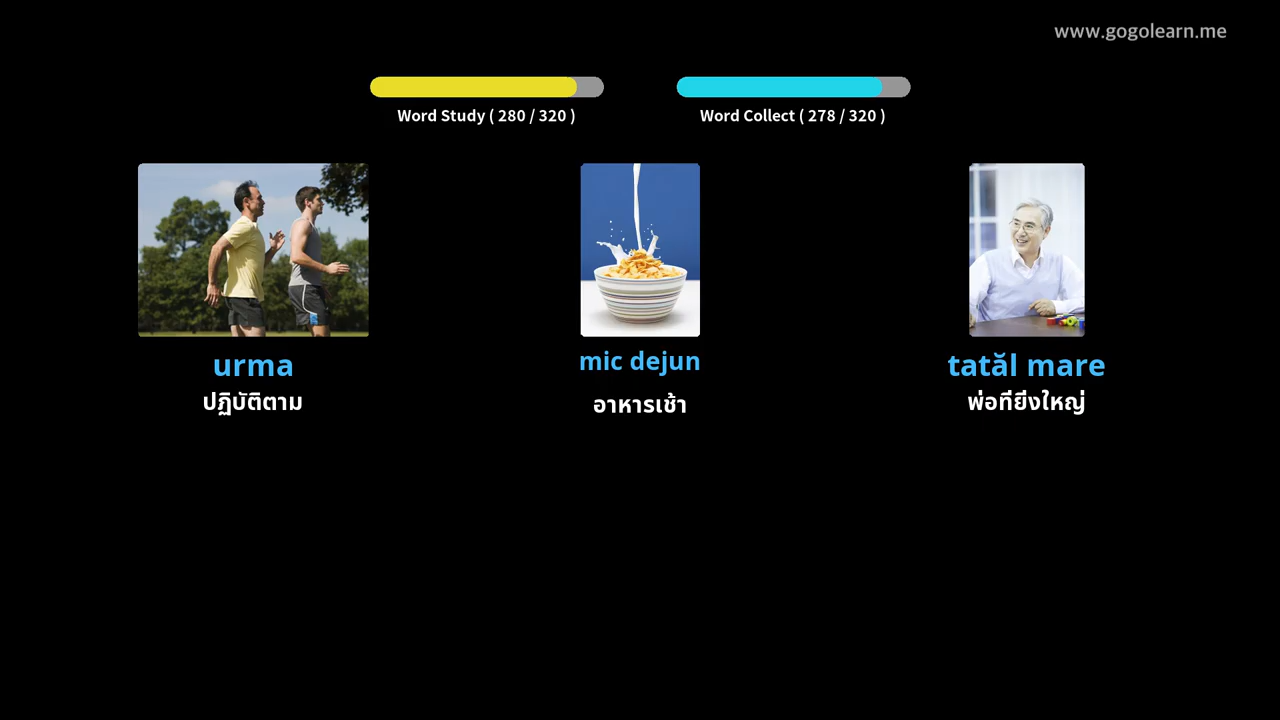 www.gogolearn.me
Word Study ( 280 / 320 )
Word Collect ( 278 / 320 )
urma
ปฏิบัติตาม
mic dejun
อาหารเช้า
tatăl mare
พ่อที่ยิ่งใหญ่